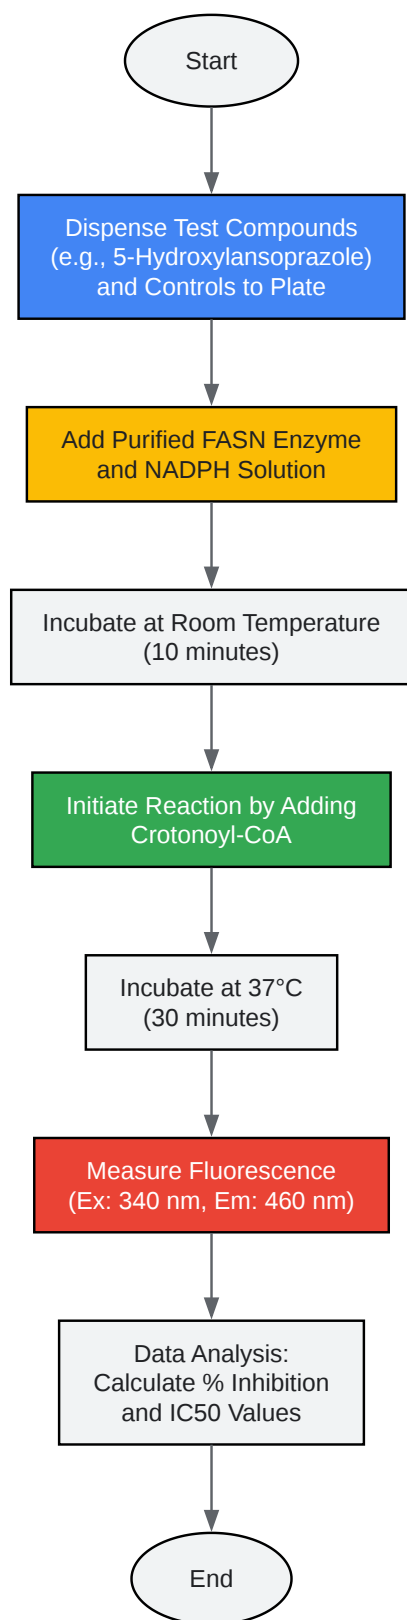 Start
Dispense Test Compounds
(e.g., 5-Hydroxylansoprazole)
and Controls to Plate
Add Purified FASN Enzyme
and NADPH Solution
Incubate at Room Temperature
(10 minutes)
Initiate Reaction by Adding
Crotonoyl-CoA
Incubate at 37°C
(30 minutes)
Measure Fluorescence
(Ex: 340 nm, Em: 460 nm)
Data Analysis:
Calculate % Inhibition
and IC50 Values
End